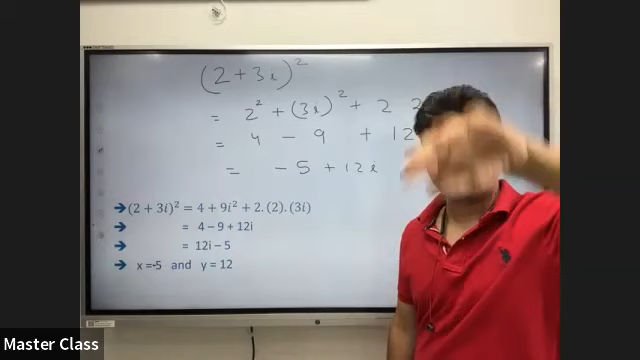 (2 + 3i)²
= 2² + (3i)² + 2 2
= 4 - 9 + 12
= - 5 + 12i
➔ (2 + 3i)² = 4 + 9i² + 2. (2). (3i)
➔ = 4 − 9 + 12i
➔ = 12i − 5
➔ x =-5 and y = 12
Master Class